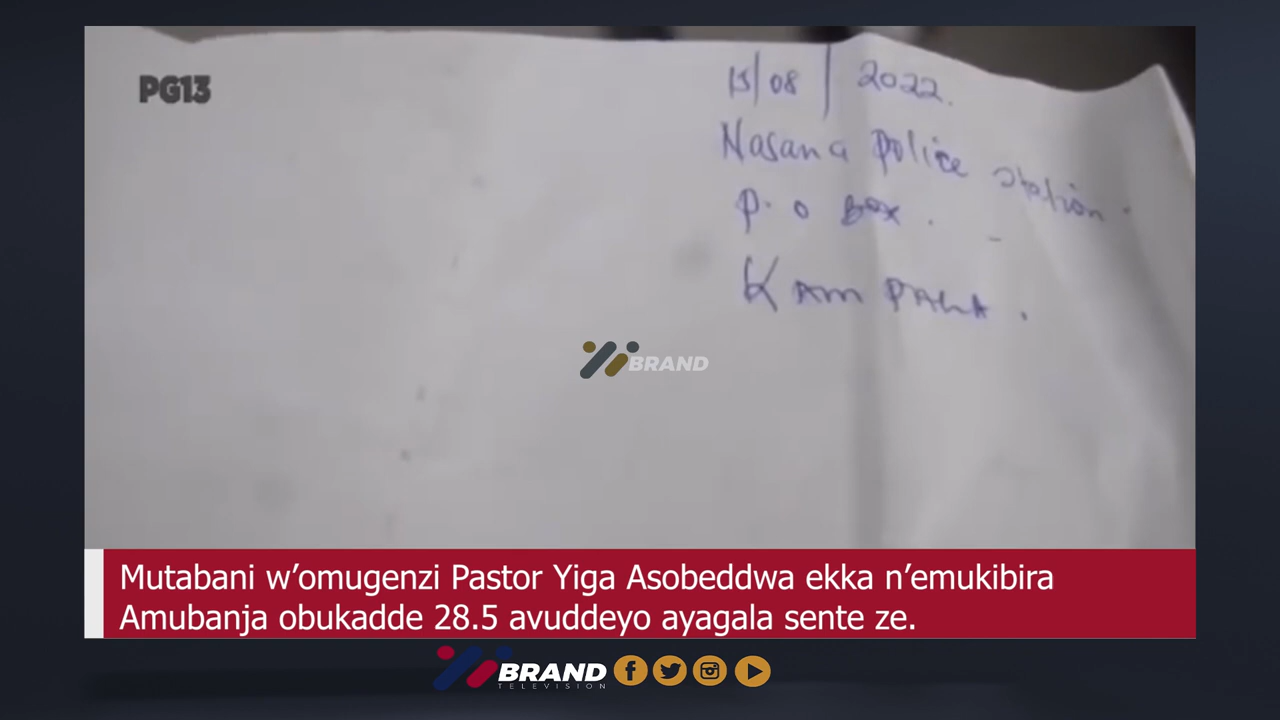 PG13
15/08/2022.
Nasana Police station.
P. O Box.
KAMPALA.
BRAND
Mutabani w’omugenzi Pastor Yiga Asobeddwa ekka n’emukibira
Amubanja obukadde 28.5 avuddeyo ayagala sente ze.
BRAND
TELEVISION